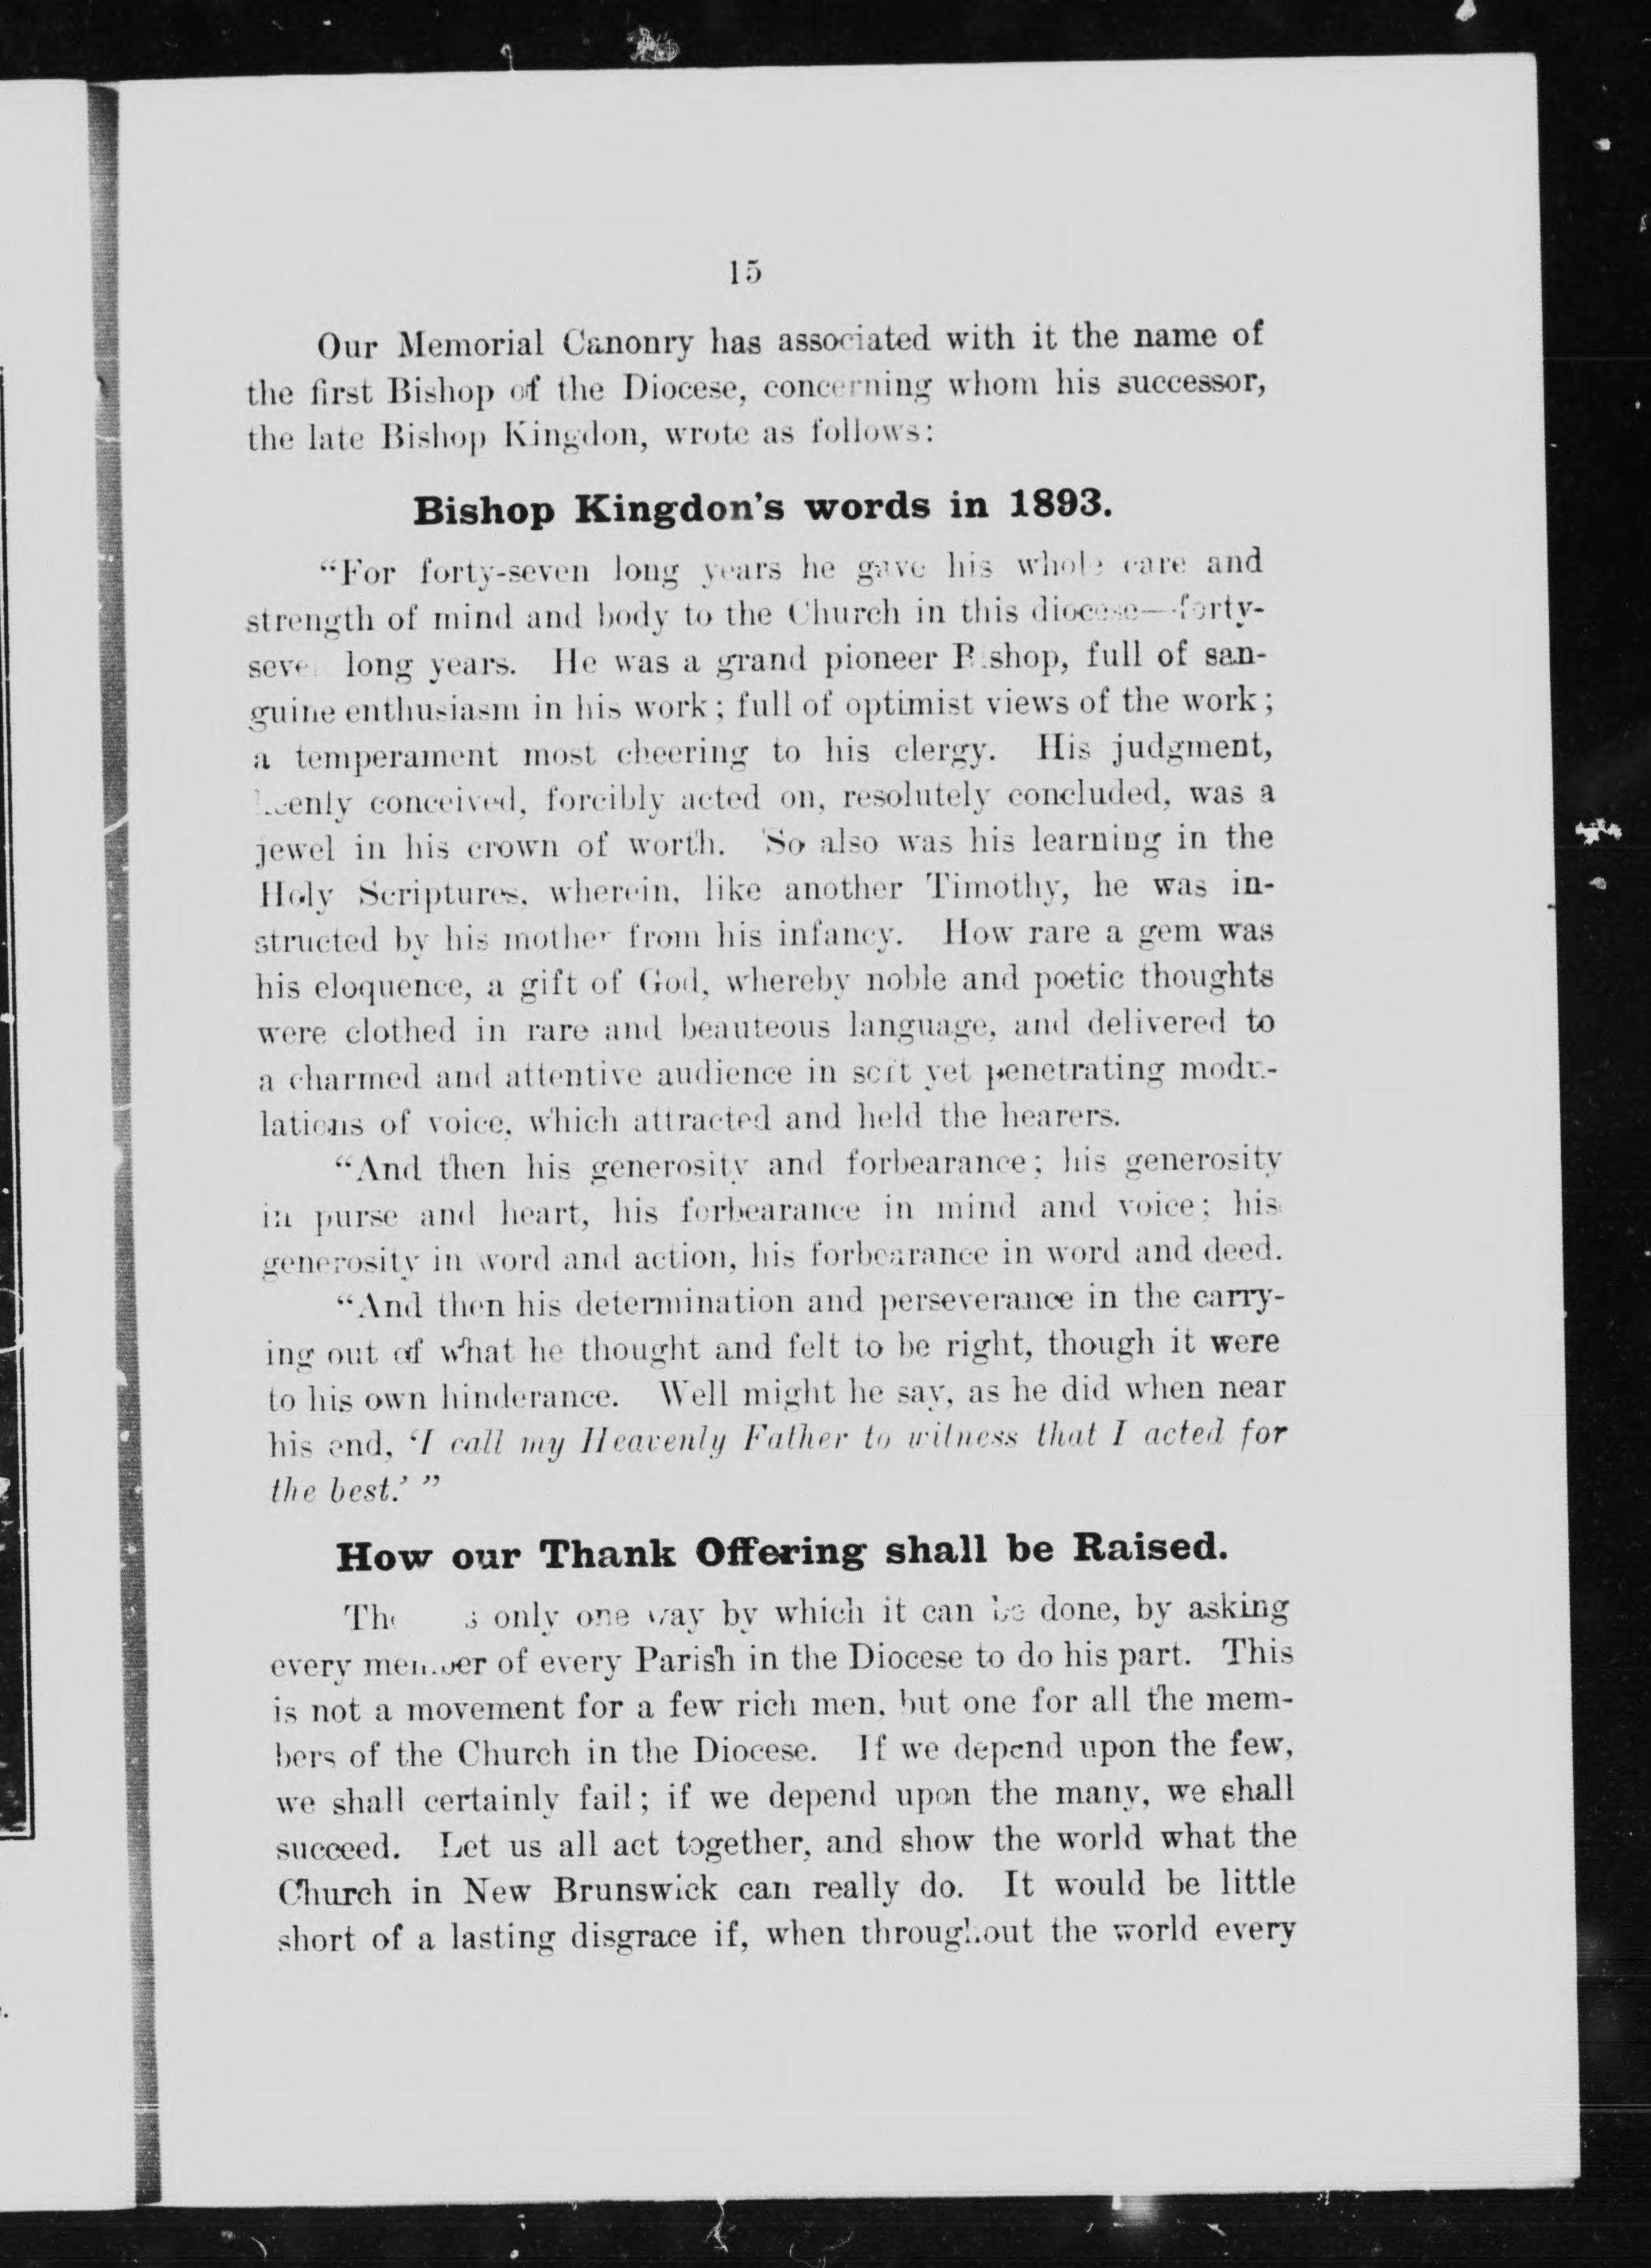 15
Our Memorial Canonry has associated with it the name of
the first Bishop of the Diocese, concerning whom his successor,
the late Bishop Kingdon, wrote as follows:
Bishop Kingdon's words in 1893.
“For forty-seven long years he gave his whole care and
strength of mind and body to the Church in this diocese—forty-
seve long years. He was a grand pioneer Bishop, full of san-
guine enthusiasm in his work; full of optimist views of the work;
a temperament most cheering to his clergy. His judgment,
keenly conceived, forcibly acted on, resolutely concluded, was a
jewel in his crown of worth. So also was his learning in the
Holy Scriptures, wherein, like another Timothy, he was in-
structed by his mother from his infancy. How rare a gem was
his eloquence, a gift of God, whereby noble and poetic thoughts
were clothed in rare and beauteous language, and delivered to
a charmed and attentive audience in soft yet penetrating modu-
lations of voice, which attracted and held the hearers.
“And then his generosity and forbearance; his generosity
in purse and heart, his forbearance in mind and voice; his
generosity in word and action, his forbearance in word and deed.
“And then his determination and perseverance in the carry-
ing out of what he thought and felt to be right, though it were
to his own hinderance. Well might he say, as he did when near
his end, ‘I call my Heavenly Father to witness that I acted for
the best.’ ”
How our Thank Offering shall be Raised.
only one way by which it can be done, by asking
every member of every Parish in the Diocese to do his part. This
is not a movement for a few rich men, but one for all the mem-
bers of the Church in the Diocese. If we depend upon the few,
we shall certainly fail; if we depend upon the many, we shall
succeed. Let us all act together, and show the world what the
Church in New Brunswick can really do. It would be little
short of a lasting disgrace if, when throughout the world every